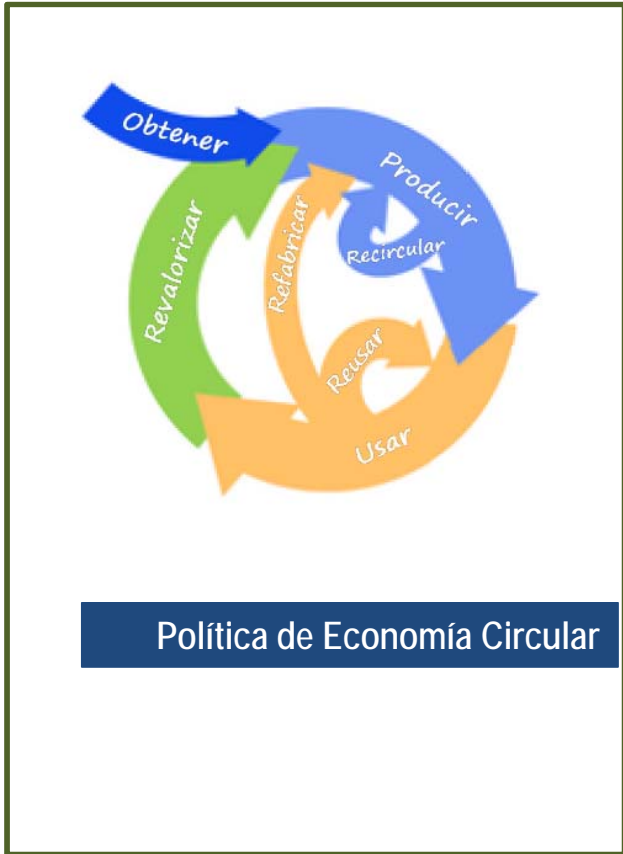 Obtener
Producir
Revalorizar
Refabricar
Recircular
Reusar
Usar
Política de Economía Circular